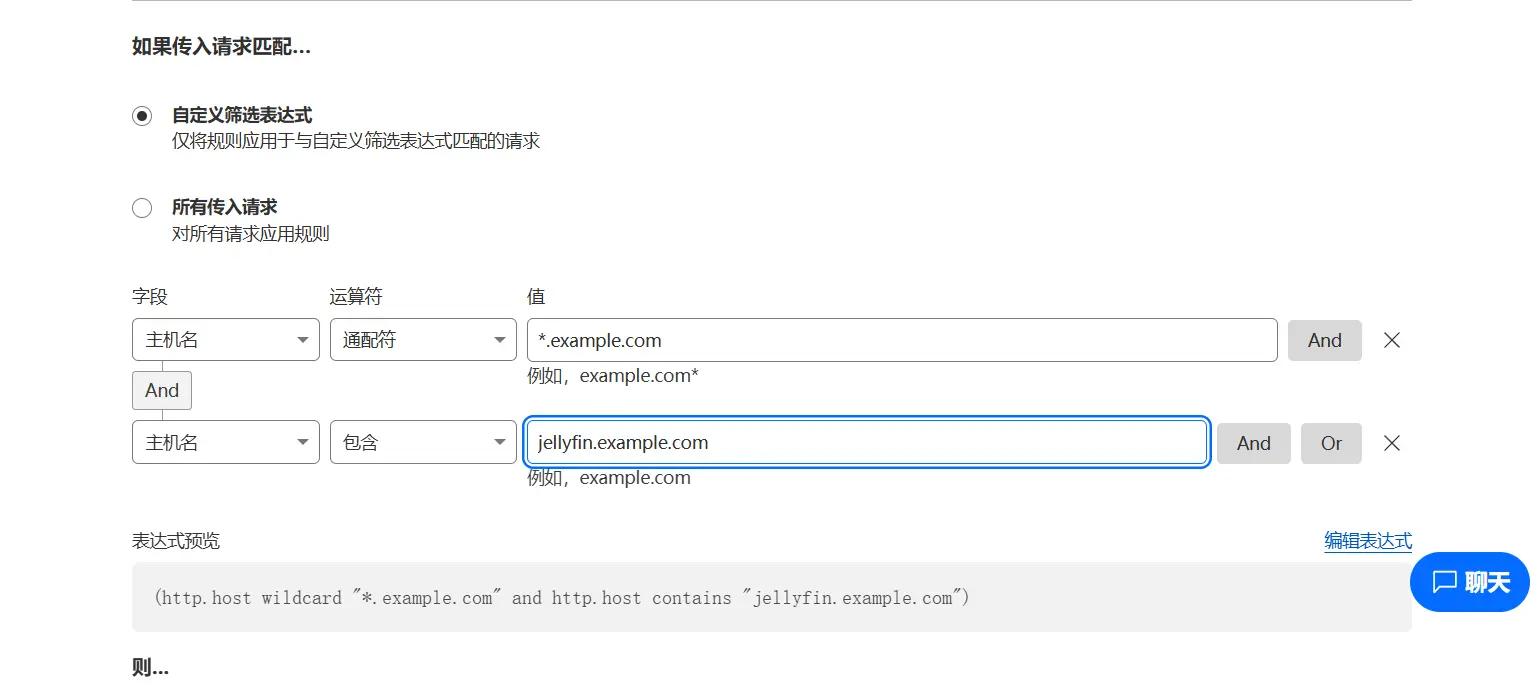 如果传入请求匹配...
自定义筛选表达式
仅将规则应用于与自定义筛选表达式匹配的请求
所有传入请求
对所有请求应用规则
字段 运算符 值
主机名 通配符 *.example.com And
例如，example.com*
And
主机名 包含 jellyfin.example.com And Or
例如，example.com
表达式预览 编辑表达式
(http.host wildcard "*.example.com" and http.host contains "jellyfin.example.com")
聊天
则...